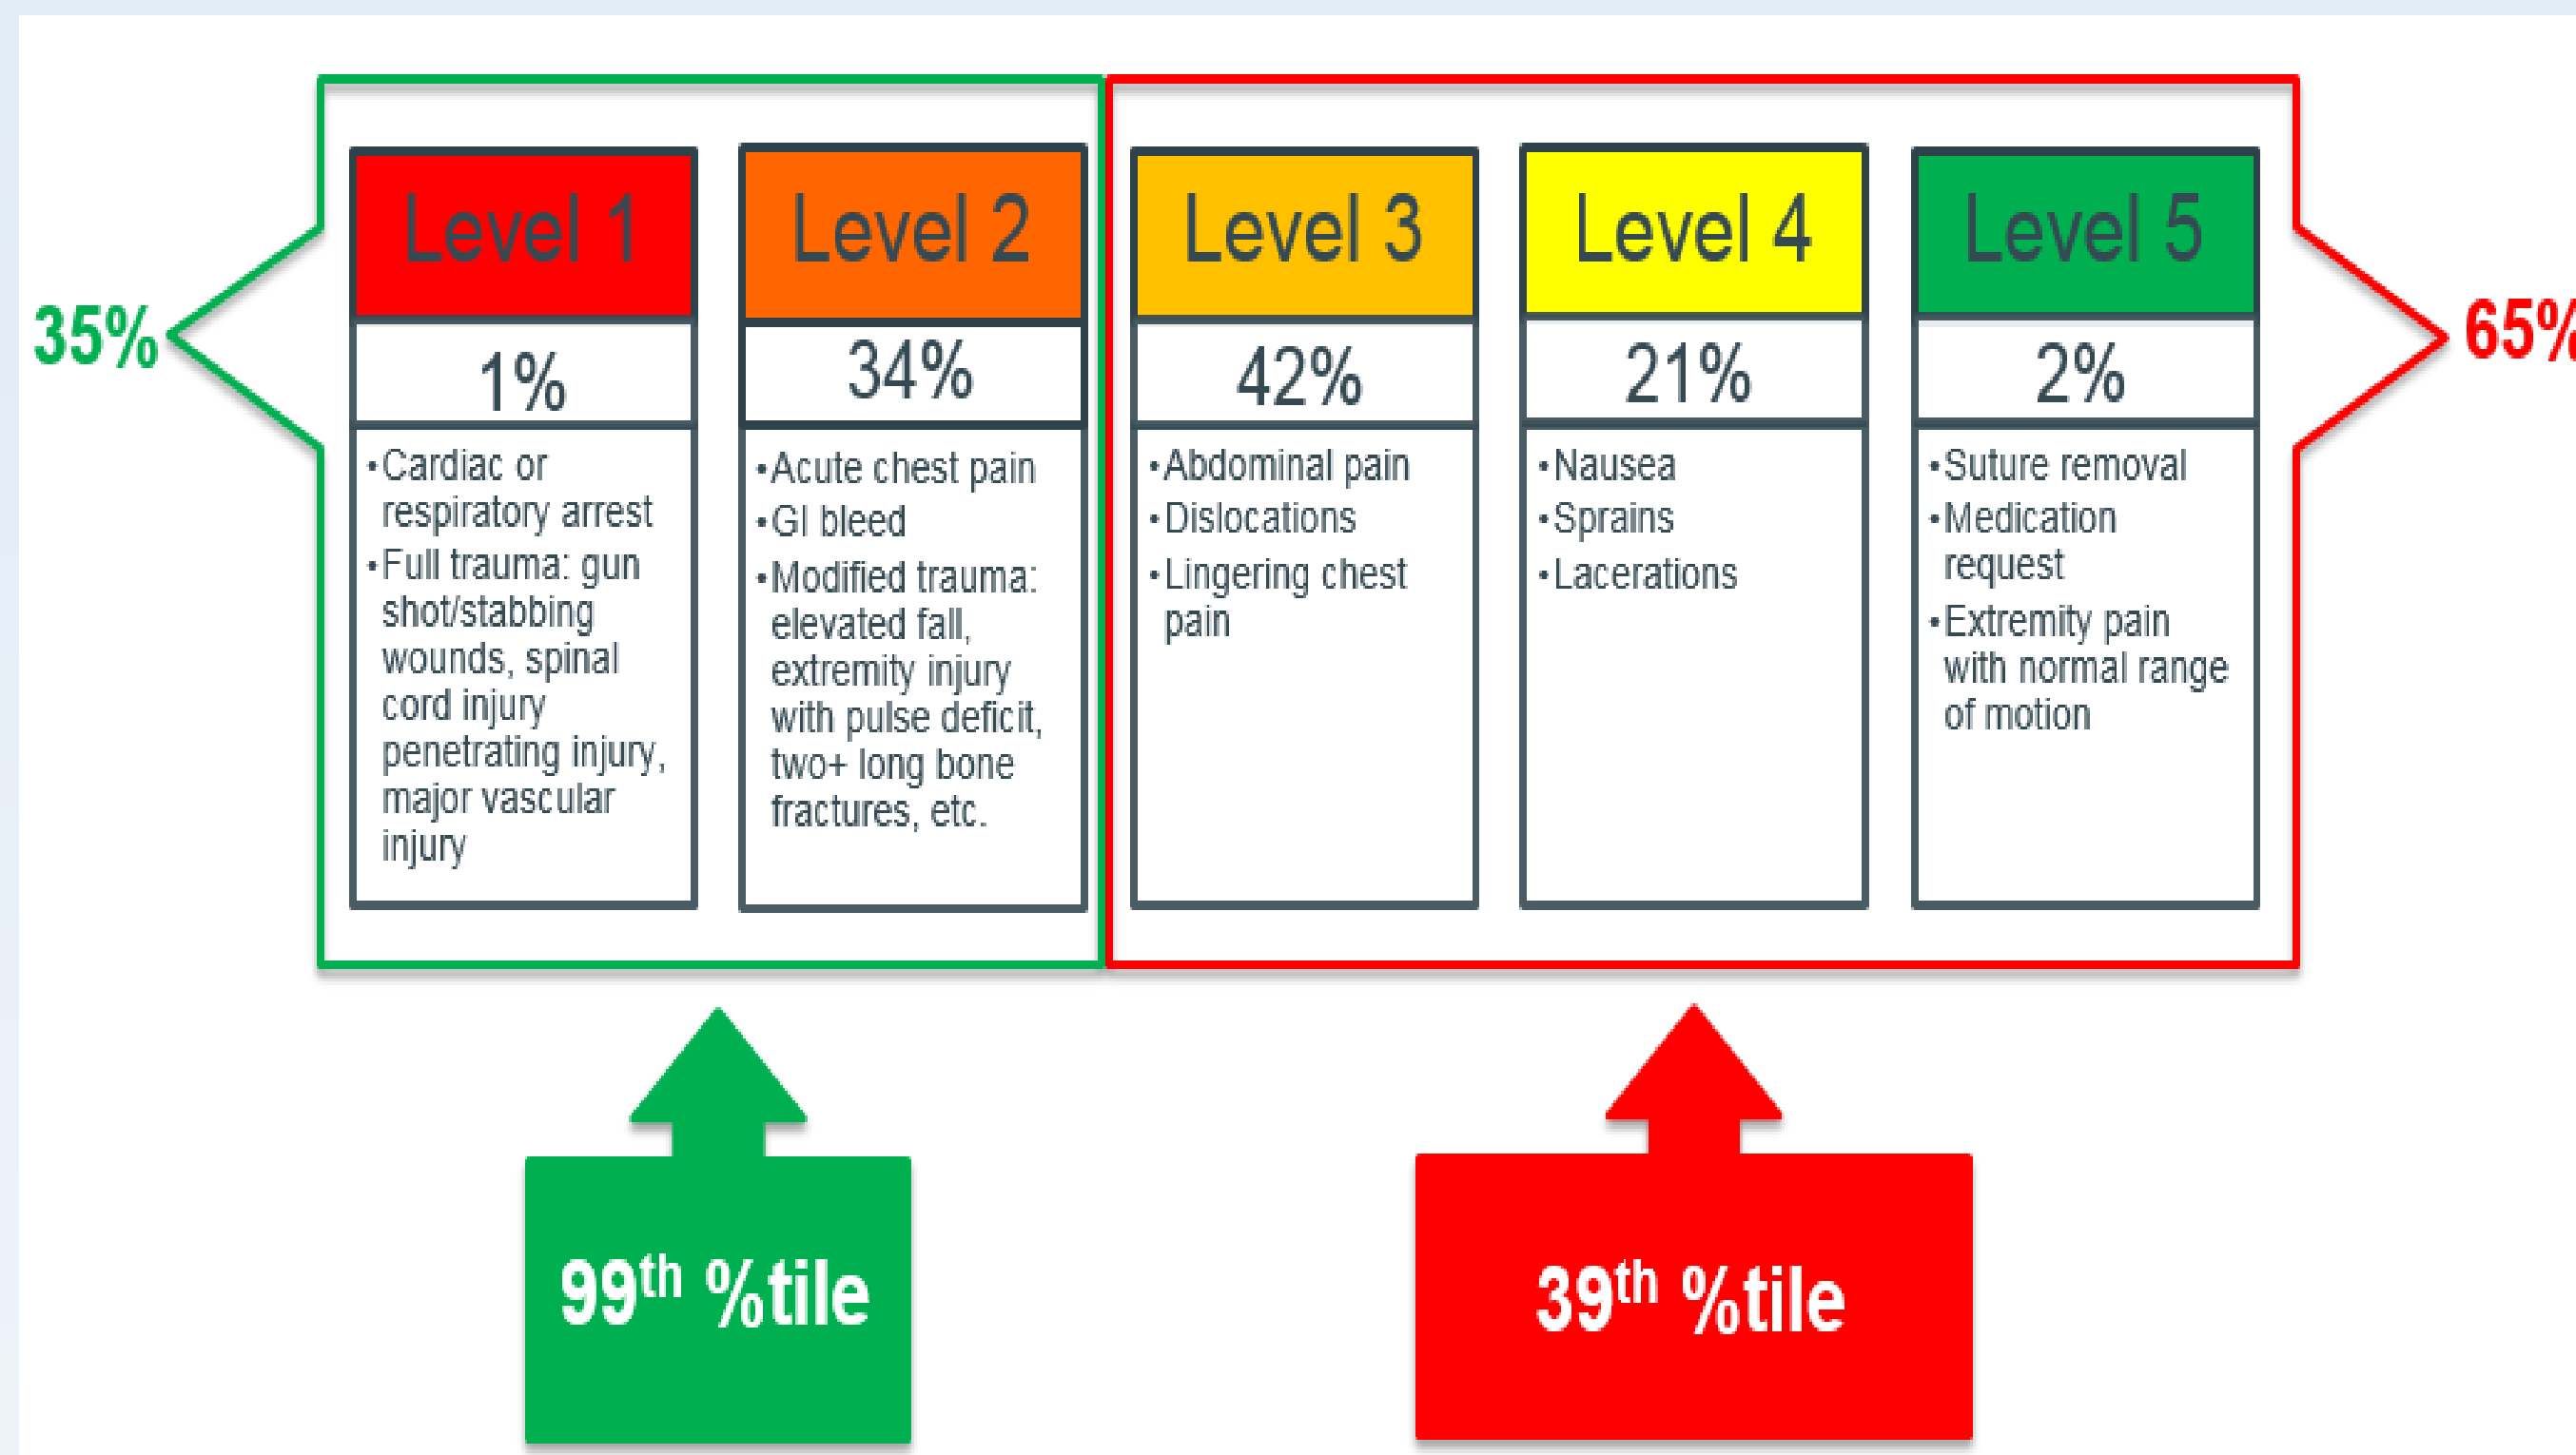 35%
Level 1
1%
•Cardiac or
respiratory arrest
•Full trauma: gun
shot/stabbing
wounds, spinal
cord injury
penetrating injury,
major vascular
injury
Level 2
34%
•Acute chest pain
•GI bleed
•Modified trauma:
elevated fall,
extremity injury
with pulse deficit,
two+ long bone
fractures, etc.
Level 3
42%
•Abdominal pain
•Dislocations
•Lingering chest
pain
Level 4
21%
•Nausea
•Sprains
•Lacerations
Level 5
2%
•Suture removal
•Medication
request
•Extremity pain
with normal range
of motion
65%
99th %tile
39th %tile